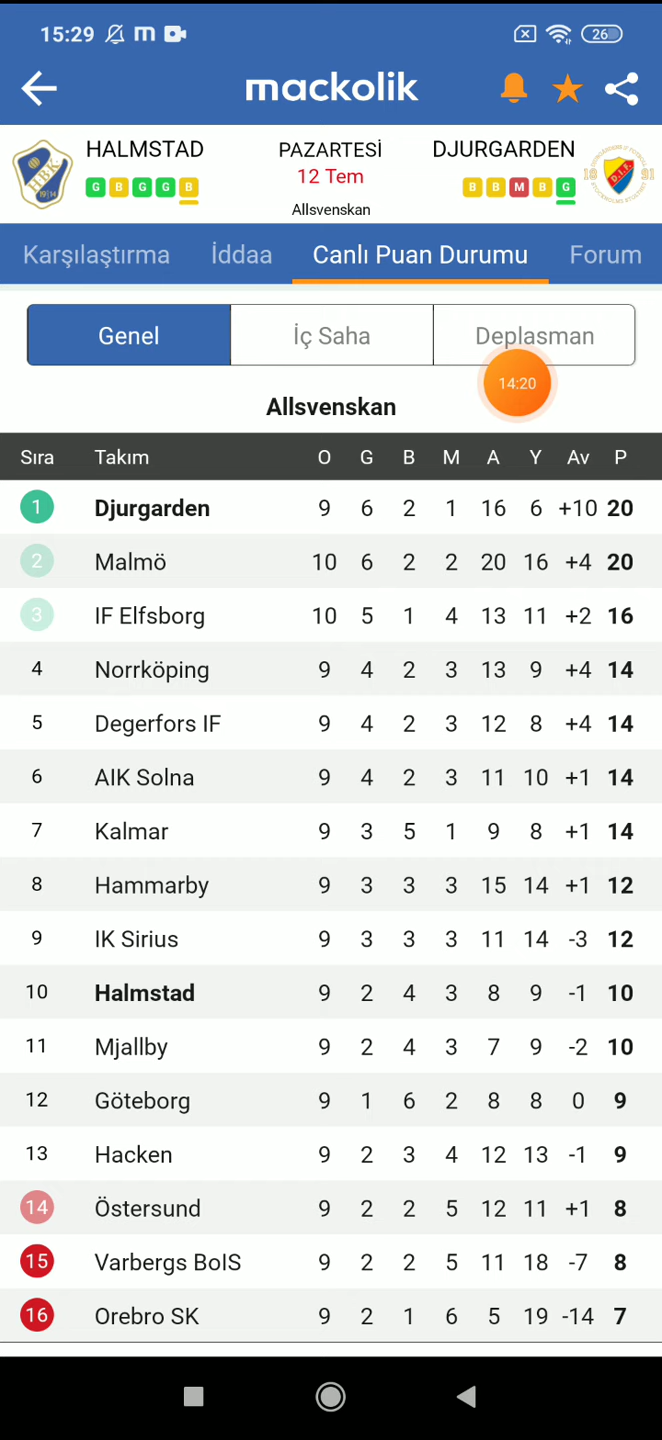 15:29 m 26
mackolik
HALMSTAD PAZARTESİ DJURGARDEN
G B G G B 12 Tem B B M B G
Allsvenskan
Karşılaştırma İddaa Canlı Puan Durumu Forum
Genel İç Saha Deplasman
14:20
Allsvenskan
Sıra Takım O G B M A Y Av P
1 Djurgarden 9 6 2 1 16 6 +10 20
2 Malmö 10 6 2 2 20 16 +4 20
3 IF Elfsborg 10 5 1 4 13 11 +2 16
4 Norrköping 9 4 2 3 13 9 +4 14
5 Degerfors IF 9 4 2 3 12 8 +4 14
6 AIK Solna 9 4 2 3 11 10 +1 14
7 Kalmar 9 3 5 1 9 8 +1 14
8 Hammarby 9 3 3 3 15 14 +1 12
9 IK Sirius 9 3 3 3 11 14 -3 12
10 Halmstad 9 2 4 3 8 9 -1 10
11 Mjallby 9 2 4 3 7 9 -2 10
12 Göteborg 9 1 6 2 8 8 0 9
13 Hacken 9 2 3 4 12 13 -1 9
14 Östersund 9 2 2 5 12 11 +1 8
15 Varbergs BoIS 9 2 2 5 11 18 -7 8
16 Orebro SK 9 2 1 6 5 19 -14 7